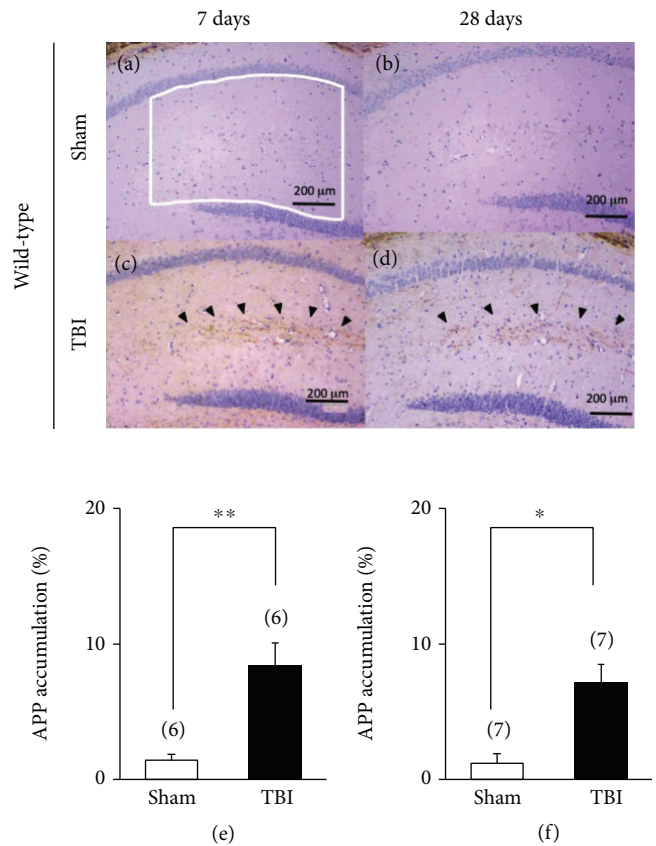 7 days
28 days
Wild-type
Sham
TBI
(a)
200 μm
(b)
200 μm
(c)
200 μm
(d)
200 μm
APP accumulation (%)
20
10
0
**
(6)
(6)
Sham
TBI
(e)
APP accumulation (%)
20
10
0
*
(7)
(7)
Sham
TBI
(f)